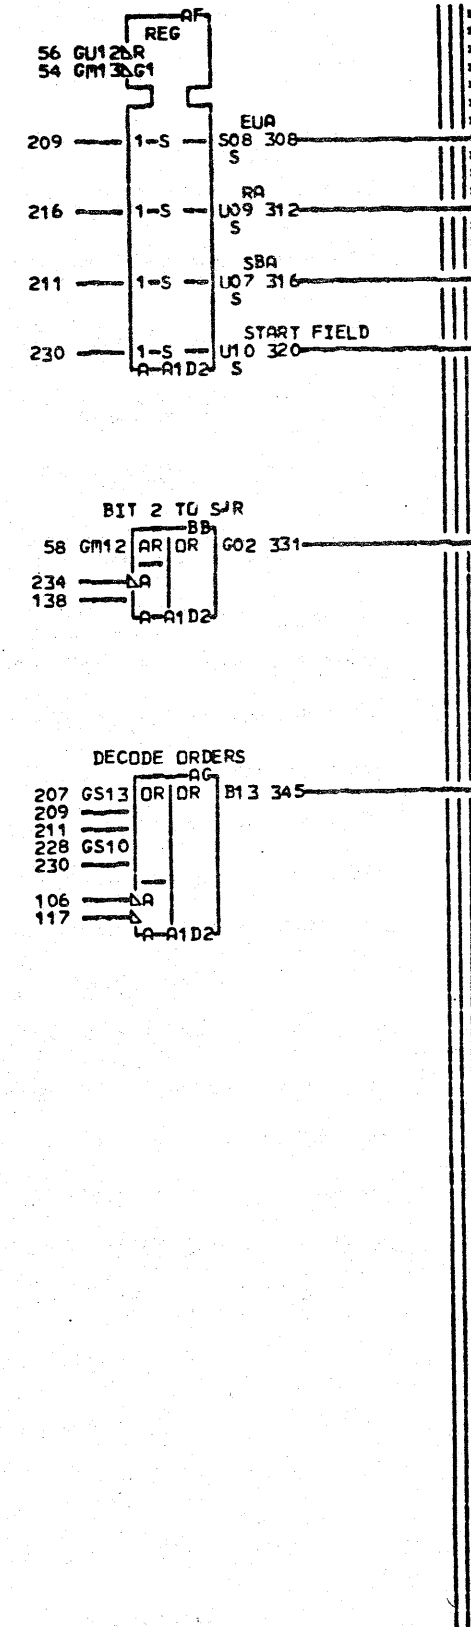 AF
REG
56 GU12 R
54 GM13 G1
EUA
209 1-S S08 308
S
RA
216 1-S U09 312
S
SBA
211 1-S U07 316
S
START FIELD
230 1-S U10 320
A-A1D2 S
BIT 2 TO SJR
BB
58 GM12 AR OR G02 331
234 A
138
A-A1D2
DECODE ORDERS
AG
207 GS13 OR OR B13 345
209
211
228 GS10
230
106 A
117
A-A1D2